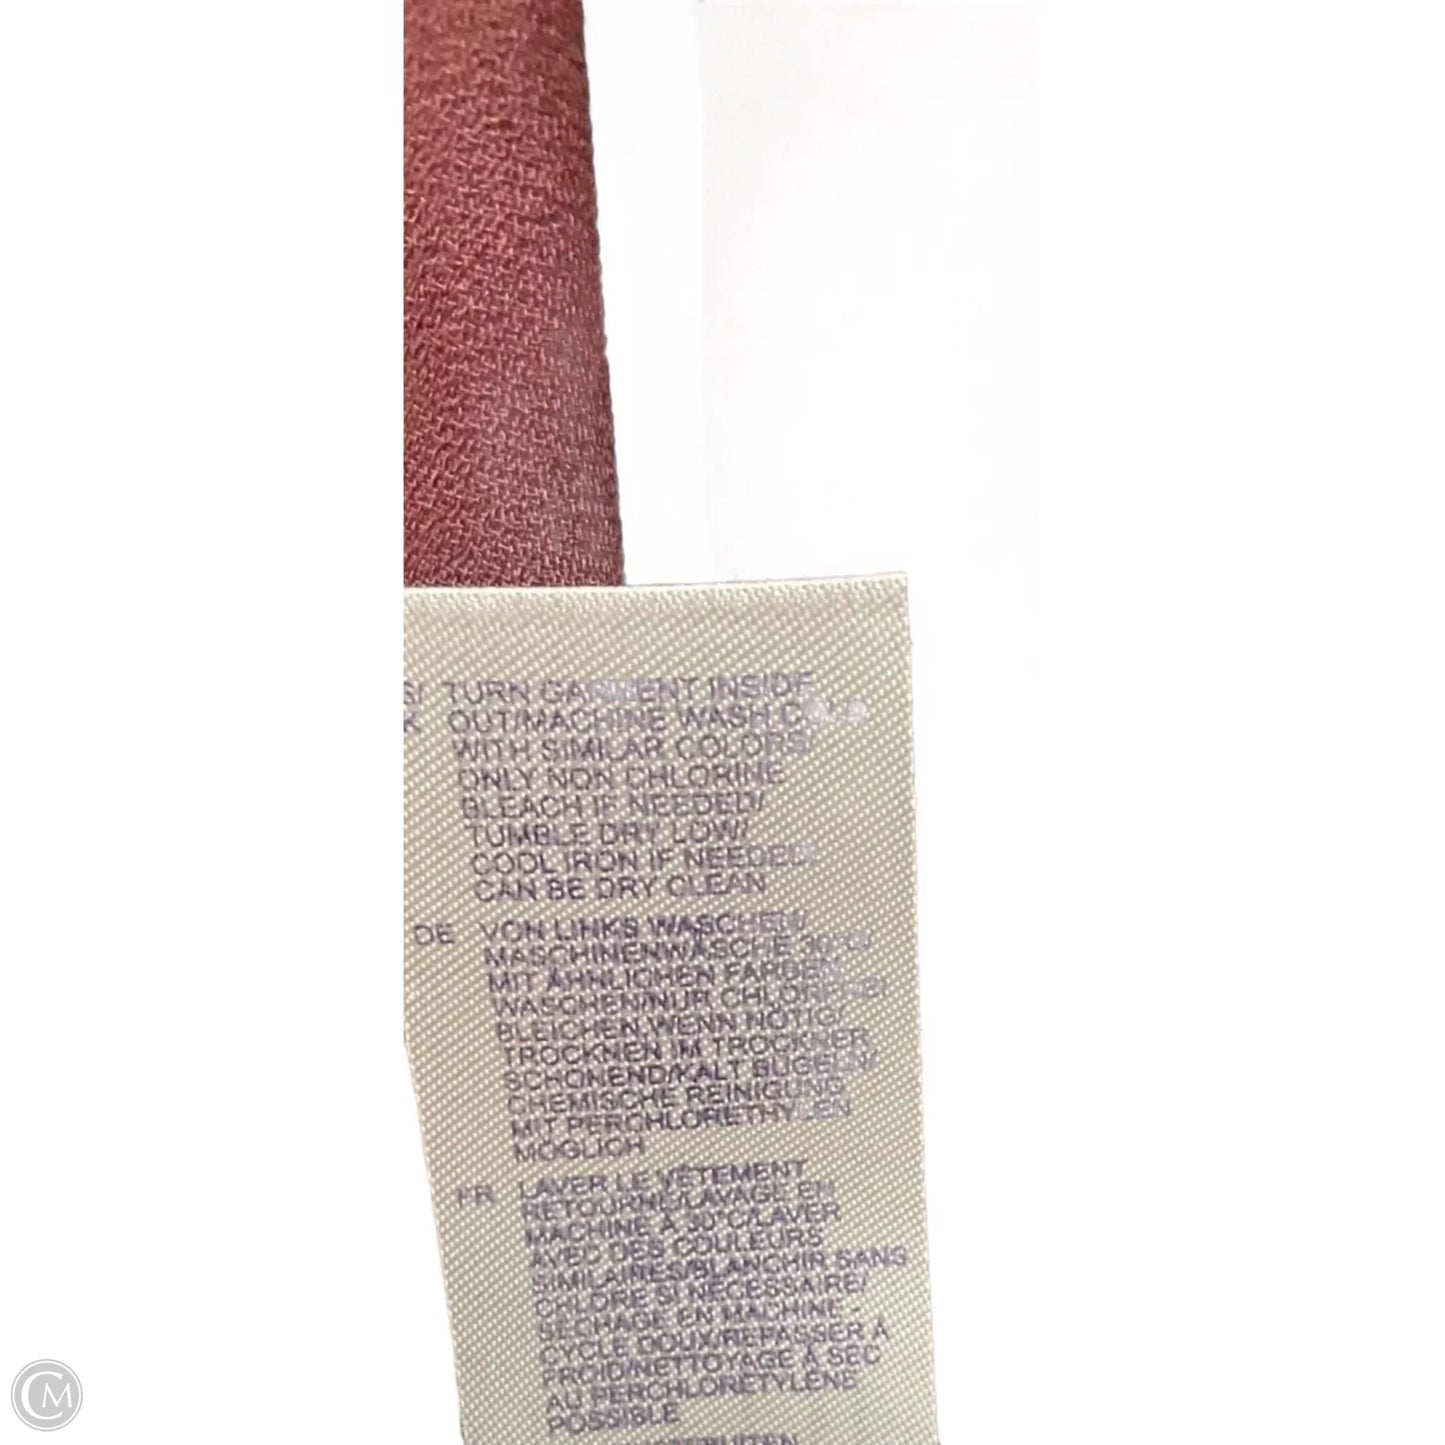 S/ TURN GARMENT INSIDE
K OUT/MACHINE WASH COLD
WITH SIMILAR COLORS/
ONLY NON CHLORINE
BLEACH IF NEEDED/
TUMBLE DRY LOW/
COOL IRON IF NEEDED/
CAN BE DRY CLEAN
DE VON LINKS WASCHEN/
MASCHINENWÄSCHE 30°C/
MIT ÄHNLICHEN FARBEN
WASCHEN/NUR CHLORFREI
BLEICHEN,WENN NÖTIG/
TROCKNEN IM TROCKNER,
SCHONEND/KALT BÜGELN/
CHEMISCHE REINIGUNG
MIT PERCHLORETHYLEN
MÖGLICH
FR LAVER LE VÊTEMENT
RETOURNÉ/LAVAGE EN
MACHINE À 30°C/LAVER
AVEC DES COULEURS
SIMILAIRES/BLANCHIR SANS
CHLORE SI NÉCESSAIRE/
SÉCHAGE EN MACHINE -
CYCLE DOUX/REPASSER À
FROID/NETTOYAGE À SEC
AU PERCHLORETYLÈNE
POSSIBLE
CM